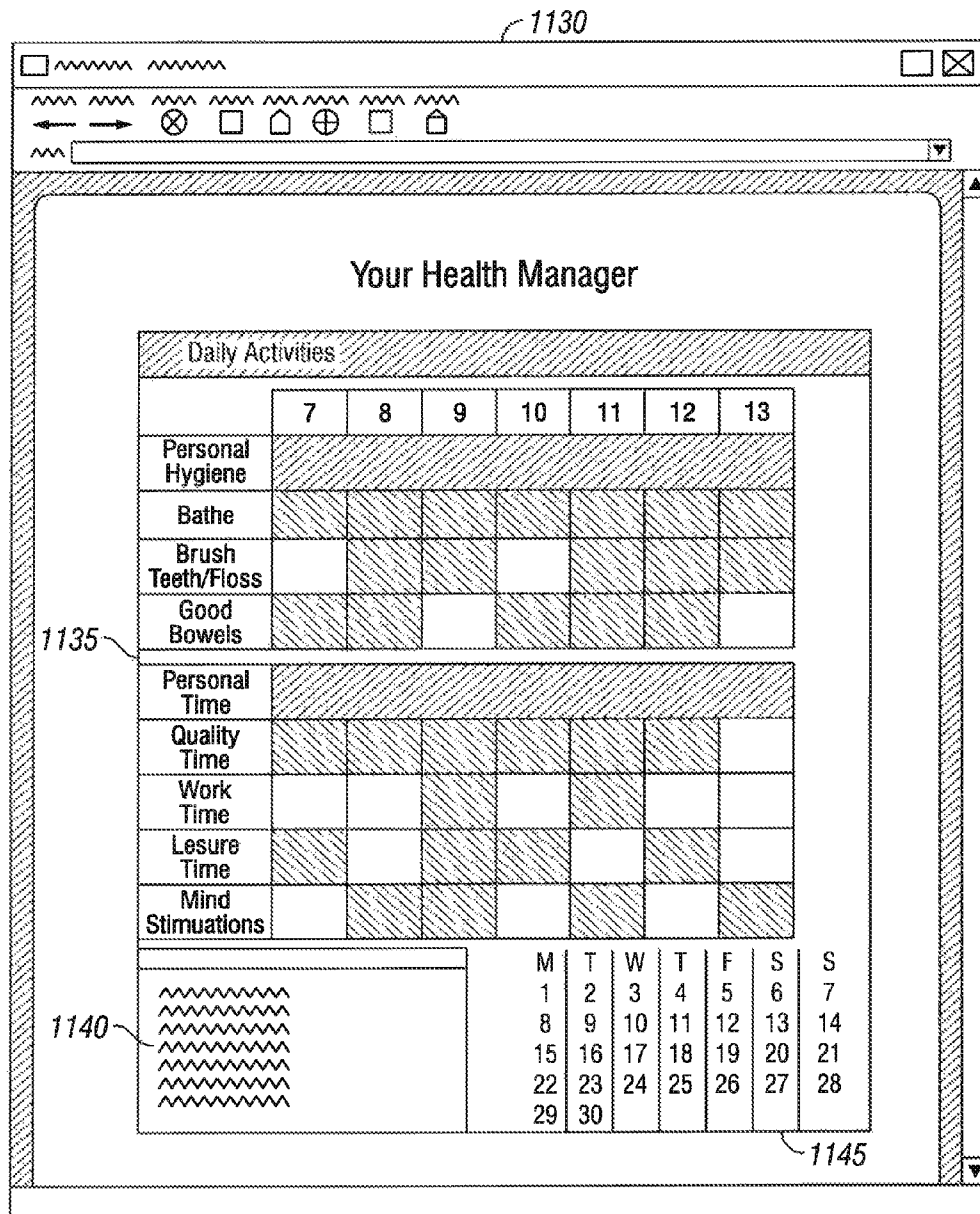 1130
Your Health Manager
Daily Activities
7 8 9 10 11 12 13
Personal
Hygiene
Bathe
Brush
Teeth/Floss
Good
Bowels
1135
Personal
Time
Quality
Time
Work
Time
Lesure
Time
Mind
Stimuations
1140
M T W T F S S
1 2 3 4 5 6 7
8 9 10 11 12 13 14
15 16 17 18 19 20 21
22 23 24 25 26 27 28
29 30
1145